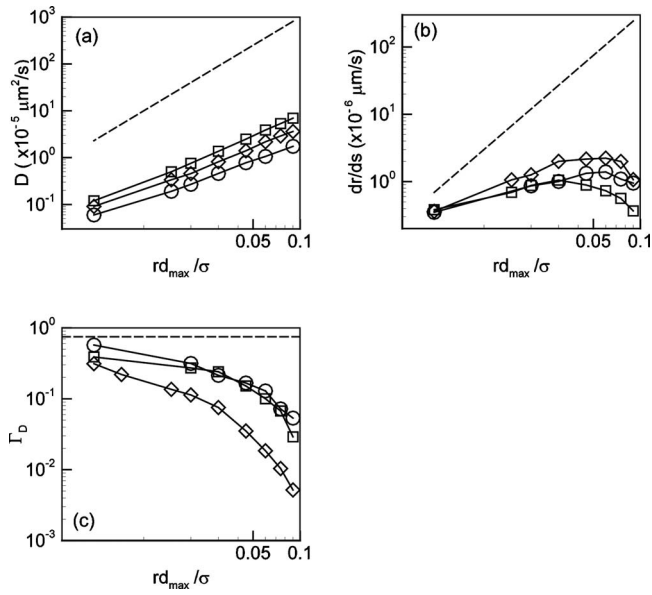 (a)
10³
10²
10¹
10⁰
10⁻¹
D ( x10⁻⁵ μm²/s)
0.05
0.1
rd_max /σ
(b)
10²
10¹
10⁰
dr/ds (x10⁻⁶ μm/s)
0.05
0.1
rd_max /σ
10⁰
10⁻¹
10⁻²
10⁻³
Γ_D
(c)
0.05
0.1
rd_max /σ